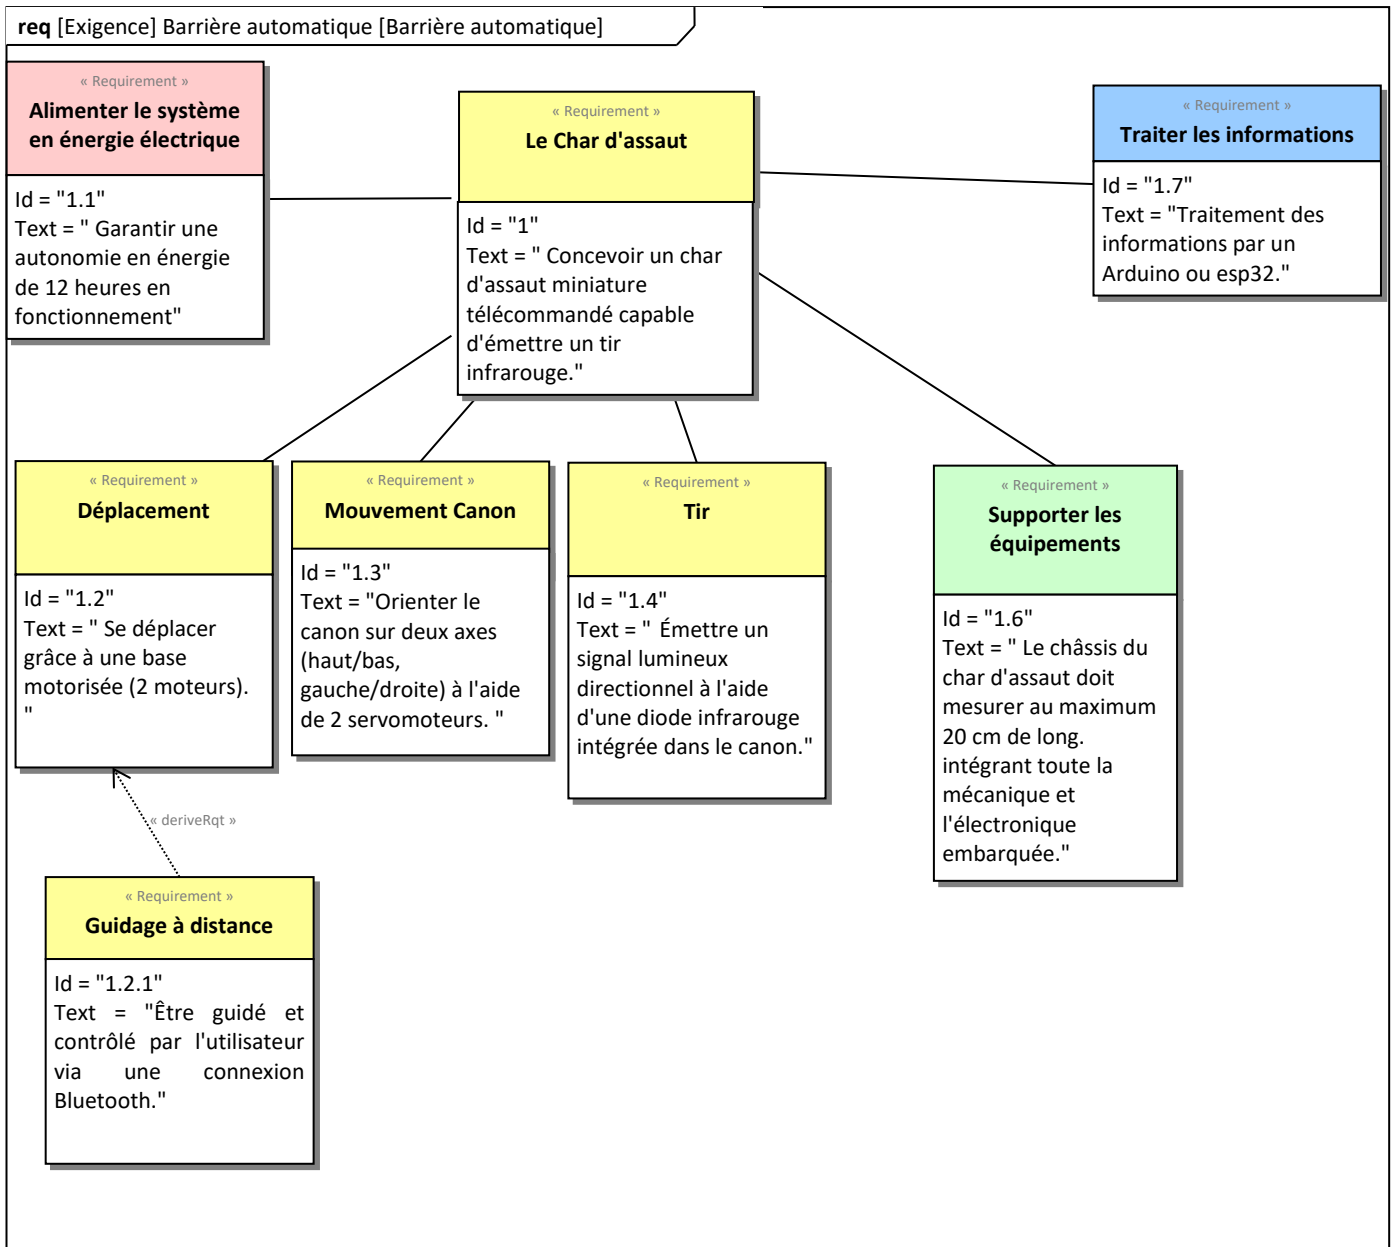 req [Exigence] Barrière automatique [Barrière automatique]
« Requirement »
Alimenter le système
en énergie électrique
Id = "1.1"
Text = " Garantir une
autonomie en énergie
de 12 heures en
fonctionnement"
« Requirement »
Le Char d'assaut
Id = "1"
Text = " Concevoir un char
d'assaut miniature
télécommandé capable
d'émettre un tir
infrarouge."
« Requirement »
Traiter les informations
Id = "1.7"
Text = "Traitement des
informations par un
Arduino ou esp32."
« Requirement »
Déplacement
Id = "1.2"
Text = " Se déplacer
grâce à une base
motorisée (2 moteurs).
"
« Requirement »
Mouvement Canon
Id = "1.3"
Text = "Orienter le
canon sur deux axes
(haut/bas,
gauche/droite) à l'aide
de 2 servomoteurs. "
« Requirement »
Tir
Id = "1.4"
Text = " Émettre un
signal lumineux
directionnel à l'aide
d'une diode infrarouge
intégrée dans le canon."
« Requirement »
Supporter les
équipements
Id = "1.6"
Text = " Le châssis du
char d'assaut doit
mesurer au maximum
20 cm de long.
intégrant toute la
mécanique et
l'électronique
embarquée."
« deriveRqt »
« Requirement »
Guidage à distance
Id = "1.2.1"
Text = "Être guidé et
contrôlé par l'utilisateur
via une connexion
Bluetooth."